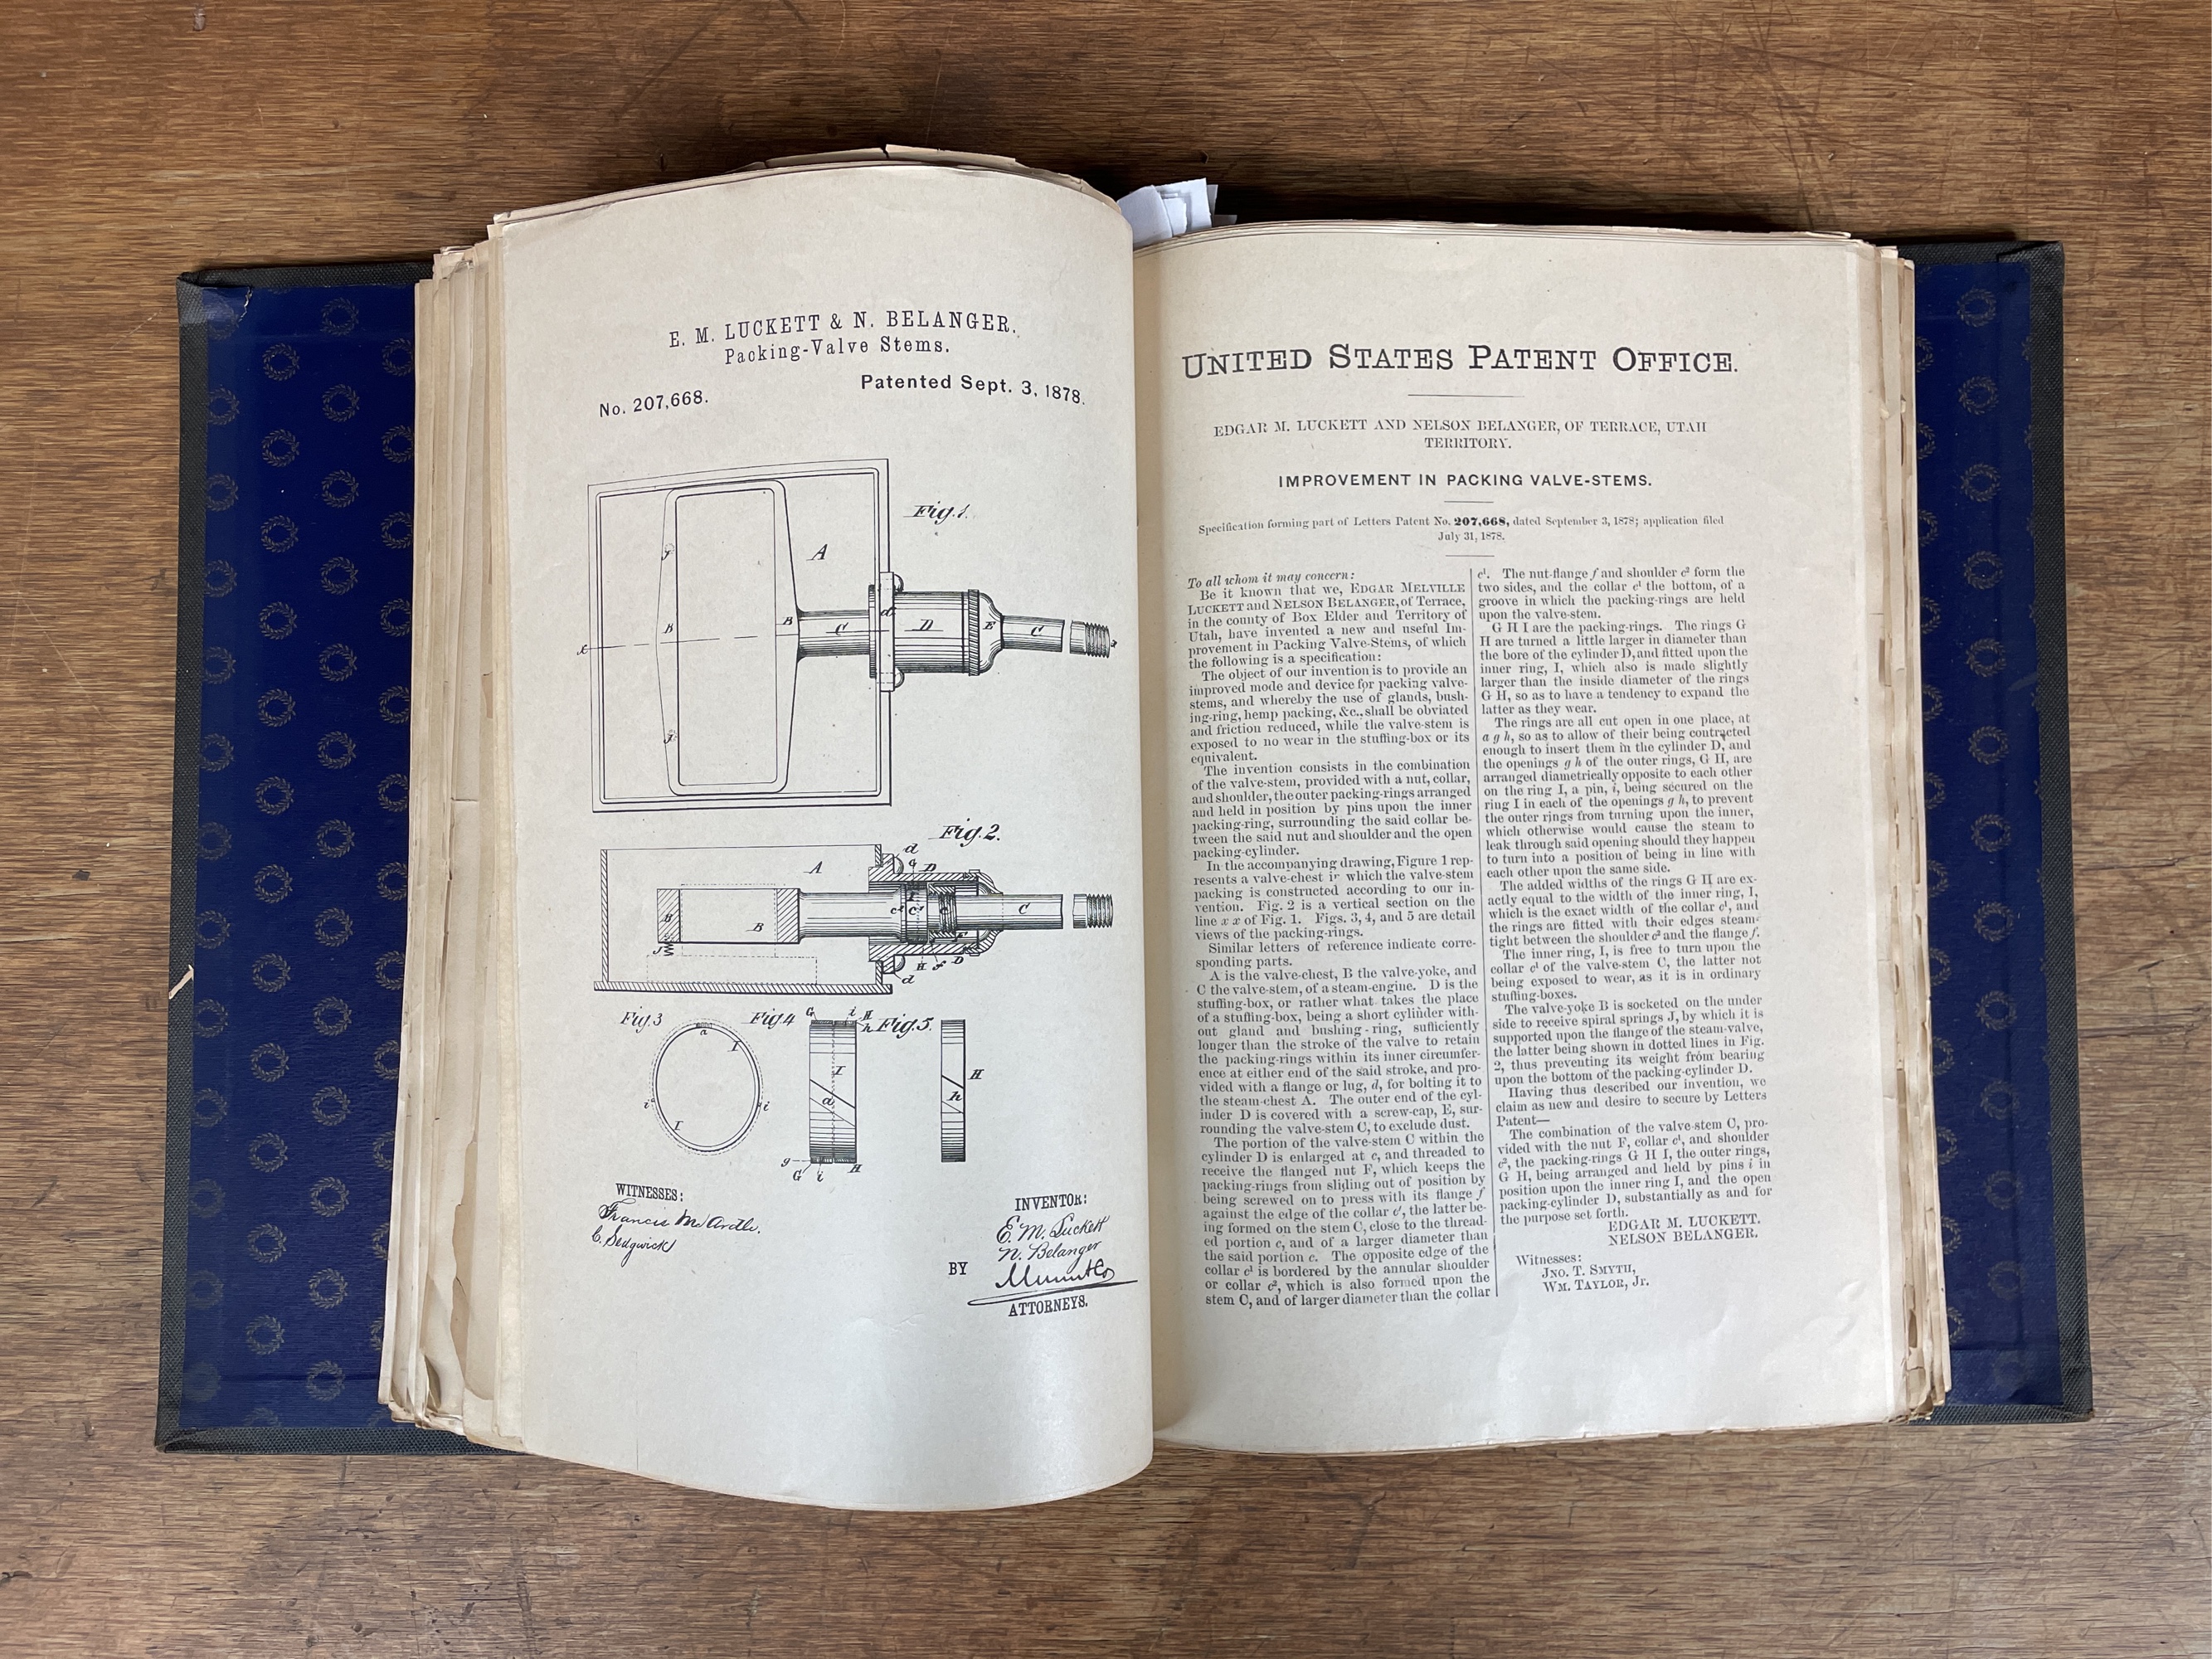 E. M. LUCKETT & N. BELANGER.
Packing-Valve Stems.
No. 207,668.
Patented Sept. 3, 1878.
Fig.1.
A
J
B
B
C
d
D
E
C
x
x
J
Fig.2.
d
G
D
A
c²
c¹
c
C
B
B
J
H
f
D
d
Fig.3
a
I
i
i
I
Fig.4
G
i
H
h
I
a
g
G
i
H
Fig.5.
H
h
WITNESSES:
Francis McArdle.
C. Sedgwick
INVENTOR:
E. M. Luckett
N. Belanger
BY
Munn & Co
ATTORNEYS.
UNITED STATES PATENT OFFICE.
EDGAR M. LUCKETT AND NELSON BELANGER, OF TERRACE, UTAH
TERRITORY.
IMPROVEMENT IN PACKING VALVE-STEMS.
Specification forming part of Letters Patent No. 207,668, dated September 3, 1878; application filed
July 31, 1878.
To all whom it may concern:
Be it known that we, EDGAR MELVILLE
LUCKETT and NELSON BELANGER, of Terrace,
in the county of Box Elder and Territory of
Utah, have invented a new and useful Im-
provement in Packing Valve-Stems, of which
the following is a specification:
The object of our invention is to provide an
improved mode and device for packing valve-
stems, and whereby the use of glands, bush-
ing-ring, hemp packing, &c., shall be obviated
and friction reduced, while the valve-stem is
exposed to no wear in the stuffing-box or its
equivalent.
The invention consists in the combination
of the valve-stem, provided with a nut, collar,
and shoulder, the outer packing-rings arranged
and held in position by pins upon the inner
packing-ring, surrounding the said collar be-
tween the said nut and shoulder and the open
packing-cylinder.
In the accompanying drawing, Figure 1 rep-
resents a valve-chest in which the valve-stem
packing is constructed according to our in-
vention. Fig. 2 is a vertical section on the
line x x of Fig. 1. Figs. 3, 4, and 5 are detail
views of the packing-rings.
Similar letters of reference indicate corre-
sponding parts.
A is the valve-chest, B the valve-yoke, and
C the valve-stem, of a steam-engine. D is the
stuffing-box, or rather what takes the place
of a stuffing-box, being a short cylinder with-
out gland and bushing-ring, sufficiently
longer than the stroke of the valve to retain
the packing-rings within its inner circumfer-
ence at either end of the said stroke, and pro-
vided with a flange or lug, d, for bolting it to
the steam-chest A. The outer end of the cyl-
inder D is covered with a screw-cap, E, sur-
rounding the valve-stem C, to exclude dust.
The portion of the valve-stem C within the
cylinder D is enlarged at c, and threaded to
receive the flanged nut F, which keeps the
packing-rings from sliding out of position by
being screwed on to press with its flange f
against the edge of the collar c¹, the latter be-
ing formed on the stem C, close to the thread-
ed portion c, and of a larger diameter than
the said portion c. The opposite edge of the
collar c¹ is bordered by the annular shoulder
or collar c², which is also formed upon the
stem C, and of larger diameter than the collar
c¹. The nut-flange f and shoulder c² form the
two sides, and the collar c¹ the bottom, of a
groove in which the packing-rings are held
upon the valve-stem.
G H I are the packing-rings. The rings G
H are turned a little larger in diameter than
the bore of the cylinder D, and fitted upon the
inner ring, I, which also is made slightly
larger than the inside diameter of the rings
G H, so as to have a tendency to expand the
latter as they wear.
The rings are all cut open in one place, at
a g h, so as to allow of their being contracted
enough to insert them in the cylinder D, and
the openings g h of the outer rings, G H, are
arranged diametrically opposite to each other
on the ring I, a pin, i, being secured on the
ring I in each of the openings g h, to prevent
the outer rings from turning upon the inner,
which otherwise would cause the steam to
leak through said opening should they happen
to turn into a position of being in line with
each other upon the same side.
The added widths of the rings G H are ex-
actly equal to the width of the inner ring, I,
which is the exact width of the collar c¹, and
the rings are fitted with their edges steam-
tight between the shoulder c² and the flange f.
The inner ring, I, is free to turn upon the
collar c¹ of the valve-stem C, the latter not
being exposed to wear, as it is in ordinary
stuffing-boxes.
The valve-yoke B is socketed on the under
side to receive spiral springs J, by which it is
supported upon the flange of the steam-valve,
the latter being shown in dotted lines in Fig.
2, thus preventing its weight from bearing
upon the bottom of the packing-cylinder D.
Having thus described our invention, we
claim as new and desire to secure by Letters
Patent—
The combination of the valve-stem C, pro-
vided with the nut F, collar c¹, and shoulder
c², the packing-rings G H I, the outer rings,
G H, being arranged and held by pins i in
position upon the inner ring I, and the open
packing-cylinder D, substantially as and for
the purpose set forth.
EDGAR M. LUCKETT.
NELSON BELANGER.
Witnesses:
JNO. T. SMYTH,
WM. TAYLOR, Jr.